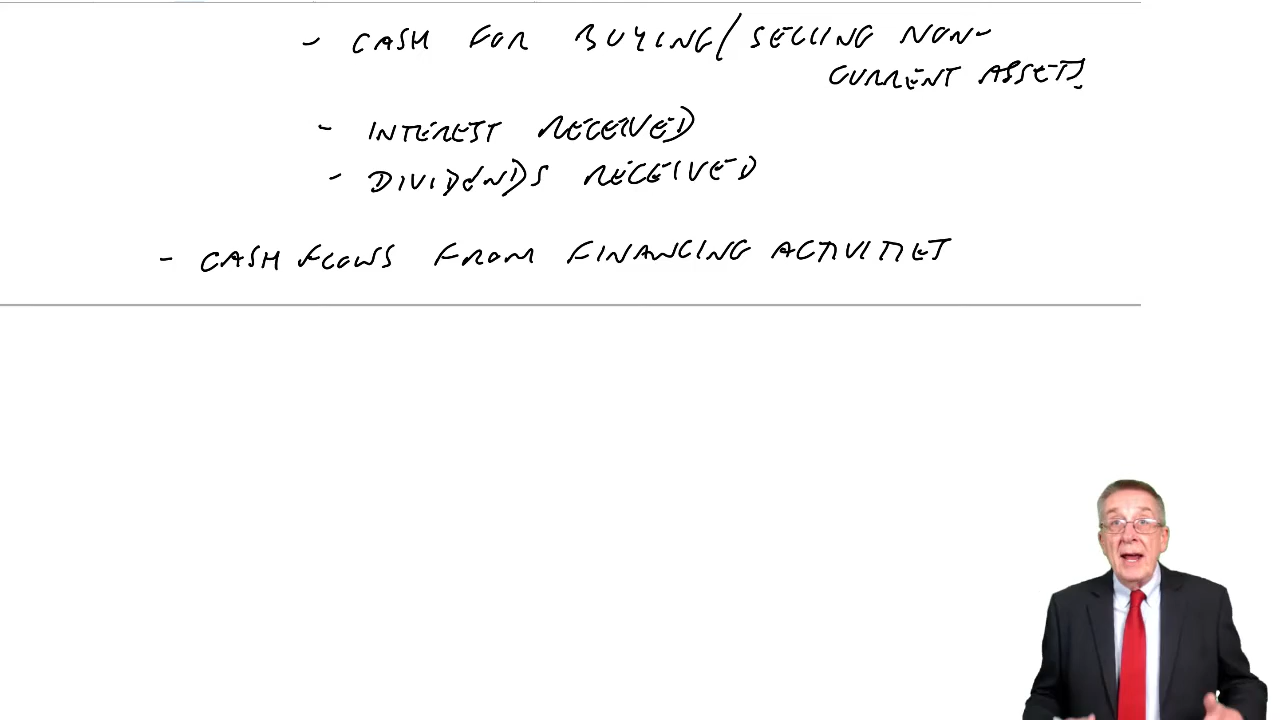 - CASH FOR BUYING/SELLING NON-
CURRENT ASSETS
- INTEREST RECEIVED
- DIVIDENDS RECEIVED
- CASH FLOWS FROM FINANCING ACTIVITIES